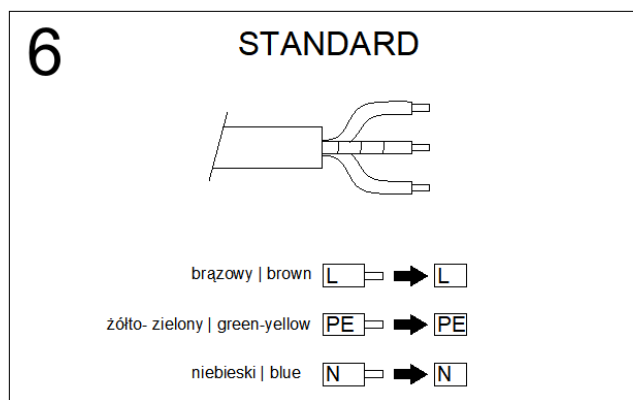 6 STANDARD
brązowy | brown L L
żółto- zielony | green-yellow PE PE
niebieski | blue N N